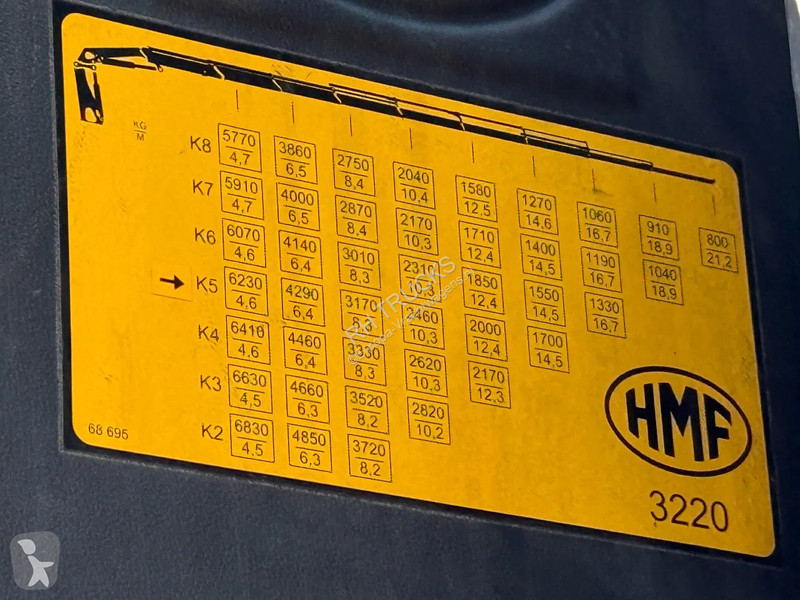 KG
M
K8 5770 3860 2750 2040 1580 1270 1060 910 800
4,7 6,5 8,4 10,4 12,5 14,6 16,7 18,9 21,2
K7 5910 4000 2870 2170 1710 1400 1190 1040
4,7 6,5 8,4 10,3 12,4 14,5 16,7 18,9
K6 6070 4140 3010 2310 1850 1550 1330
4,6 6,4 8,3 10,3 12,4 14,5 16,7
→ K5 6230 4290 3170 2460 2000 1700
4,6 6,4 8,3 10,3 12,4 14,5
K4 6410 4460 3330 2620 2170
4,6 6,4 8,3 10,3 12,3
K3 6630 4660 3520 2820
4,5 6,3 8,2 10,2
K2 6830 4850 3720
4,5 6,3 8,2
68 695
HMF
3220
TRUCKS